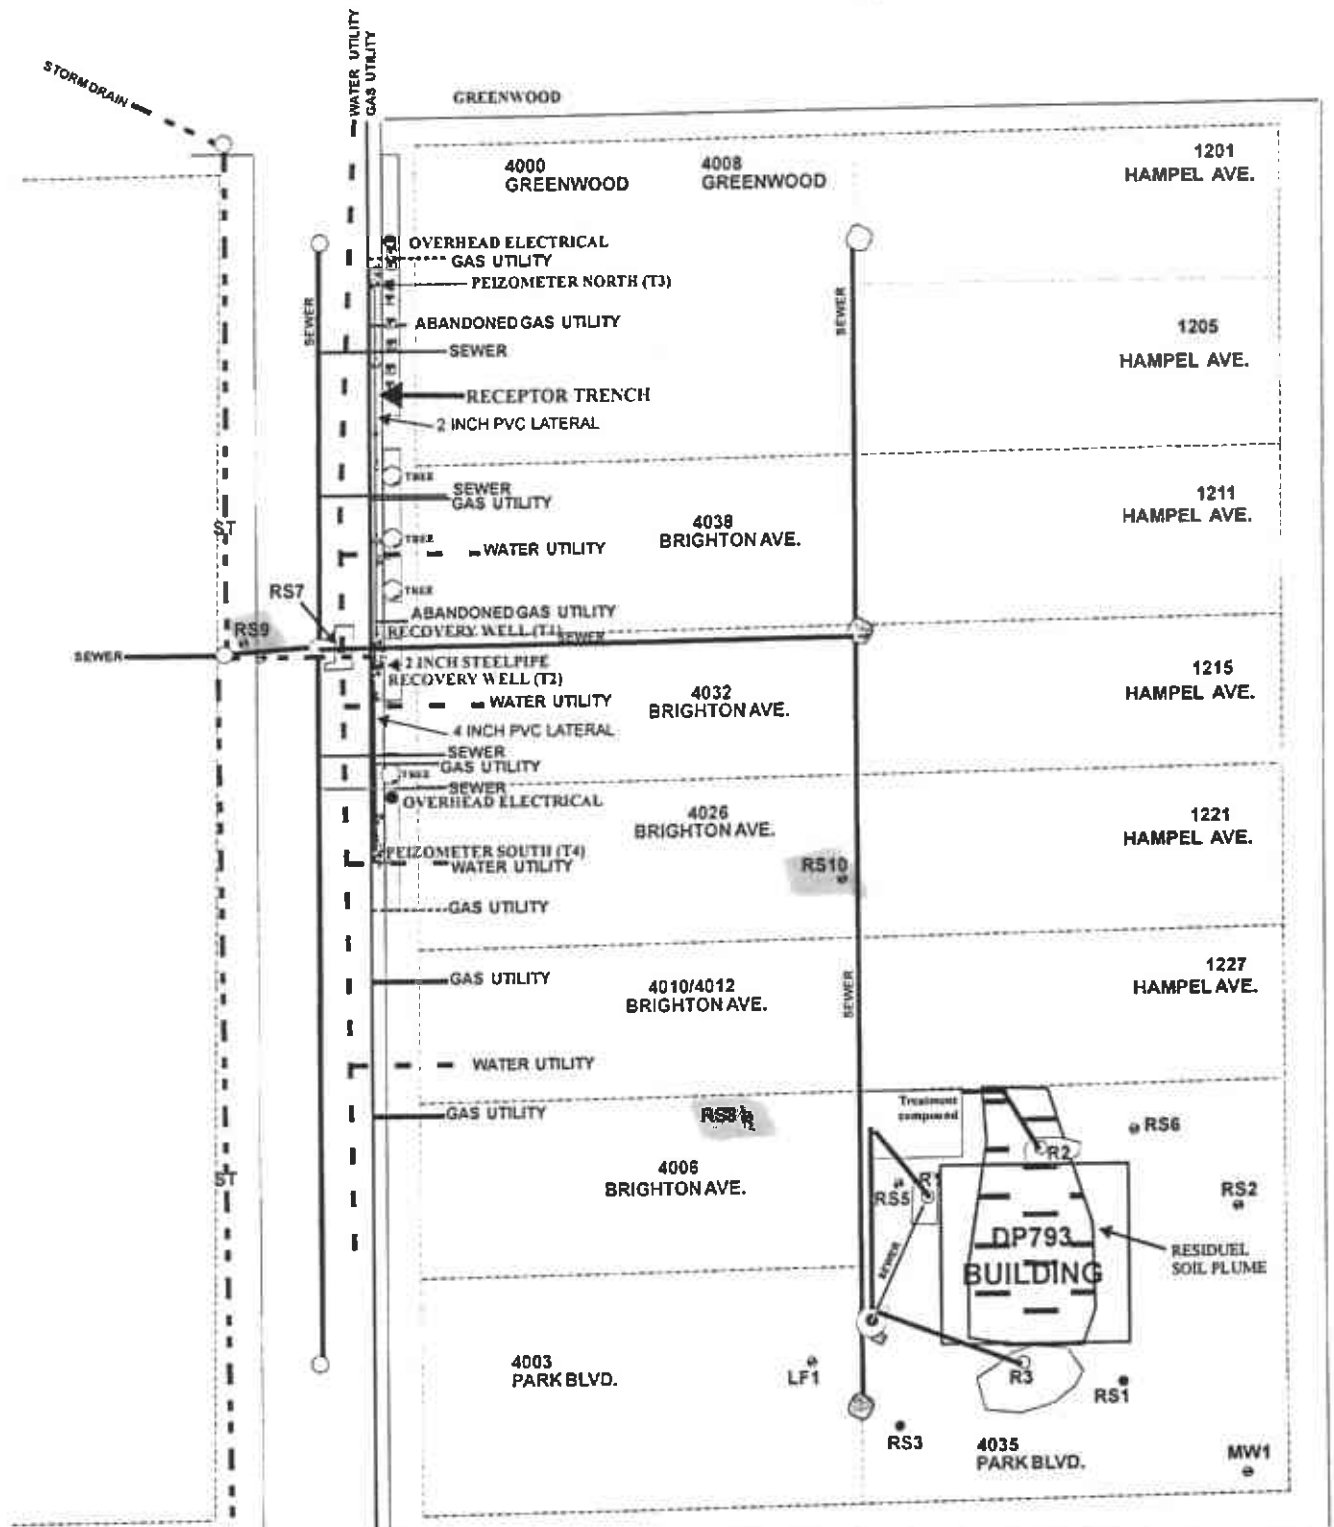 WATER UTILITY
GAS UTILITY
STORM DRAIN
GREENWOOD
4000
GREENWOOD
4008
GREENWOOD
1201
HAMPEL AVE.
OVERHEAD ELECTRICAL
GAS UTILITY
PEIZOMETER NORTH (T3)
SEWER
SEWER
ABANDONED GAS UTILITY
1205
HAMPEL AVE.
SEWER
RECEPTOR TRENCH
2 INCH PVC LATERAL
TREE
SEWER
GAS UTILITY
1211
HAMPEL AVE.
4038
BRIGHTON AVE.
ST
TREE
WATER UTILITY
RS7
TREE
ABANDONED GAS UTILITY
RS9
RECOVERY WELL (T1)
SEWER
SEWER
2 INCH STEELPIPE
RECOVERY WELL (T2)
1215
HAMPEL AVE.
4032
BRIGHTON AVE.
WATER UTILITY
4 INCH PVC LATERAL
SEWER
GAS UTILITY
TREE
SEWER
OVERHEAD ELECTRICAL
4026
BRIGHTON AVE.
1221
HAMPEL AVE.
PEIZOMETER SOUTH (T4)
WATER UTILITY
RS10
GAS UTILITY
1227
HAMPEL AVE.
GAS UTILITY
4010/4012
BRIGHTON AVE.
SEWER
WATER UTILITY
GAS UTILITY
RS8
Treatment
compound
RS6
R2
4006
BRIGHTON AVE.
ST
RS5
R1
RS2
DP793
BUILDING
RESIDUEL
SOIL PLUME
SEWER
4003
PARK BLVD.
LF1
R3
RS1
RS3
4035
PARK BLVD.
MW1